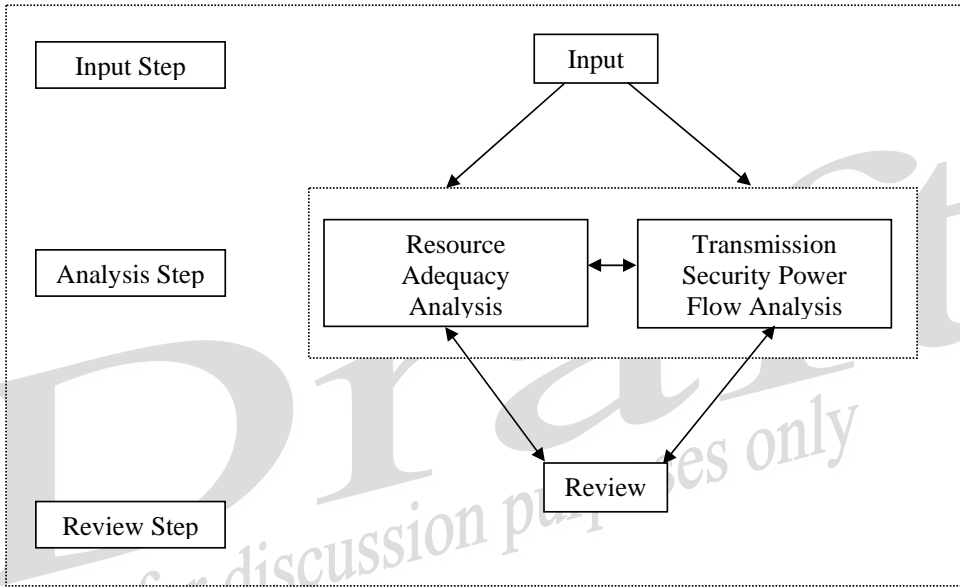 Input Step
Input
Analysis Step
Resource
Adequacy
Analysis
Transmission
Security Power
Flow Analysis
Review Step
Review
Draft
for discussion purposes only